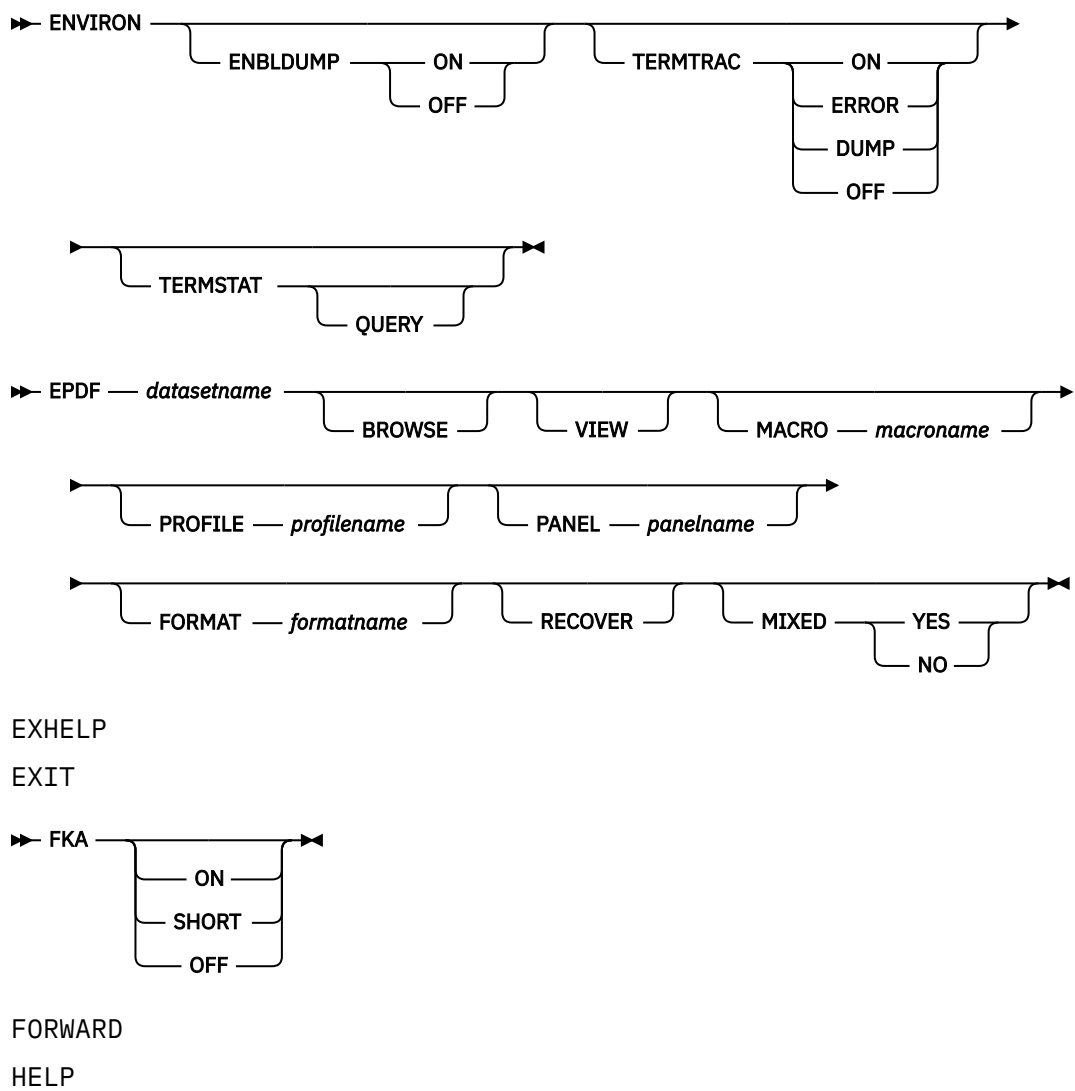 ENVIRON
ENBLDUMP ON TERMTRAC ON
OFF ERROR
DUMP
OFF
TERMSTAT
QUERY
EPDF datasetname
BROWSE VIEW MACRO macroname
PROFILE profilename PANEL panelname
FORMAT formatname RECOVER MIXED YES
NO
EXHELP
EXIT
FKA
ON
SHORT
OFF
FORWARD
HELP